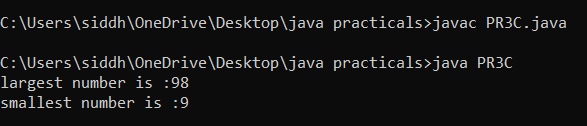 C:\Users\siddh\OneDrive\Desktop\java practicals>javac PR3C.java
C:\Users\siddh\OneDrive\Desktop\java practicals>java PR3C
largest number is :98
smallest number is :9